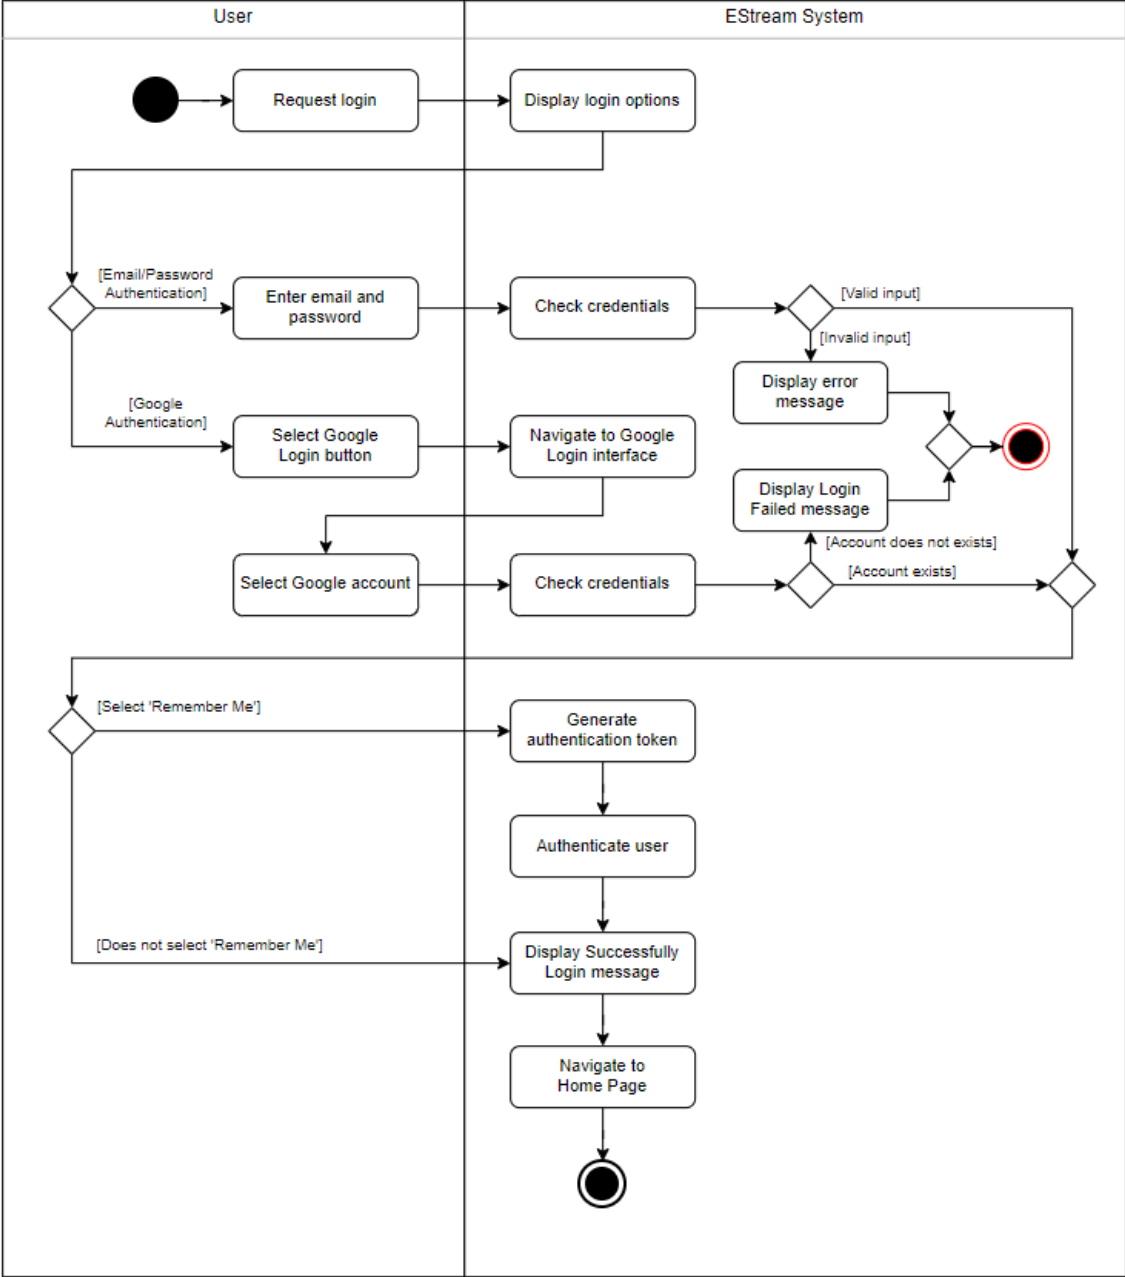 User
EStream System
Request login
Display login options
[Email/Password
Authentication]
Enter email and
password
Check credentials
[Valid input]
[Invalid input]
Display error
message
[Google
Authentication]
Select Google
Login button
Navigate to Google
Login interface
Display Login
Failed message
[Account does not exists]
Select Google account
Check credentials
[Account exists]
[Select 'Remember Me']
Generate
authentication token
Authenticate user
[Does not select 'Remember Me']
Display Successfully
Login message
Navigate to
Home Page